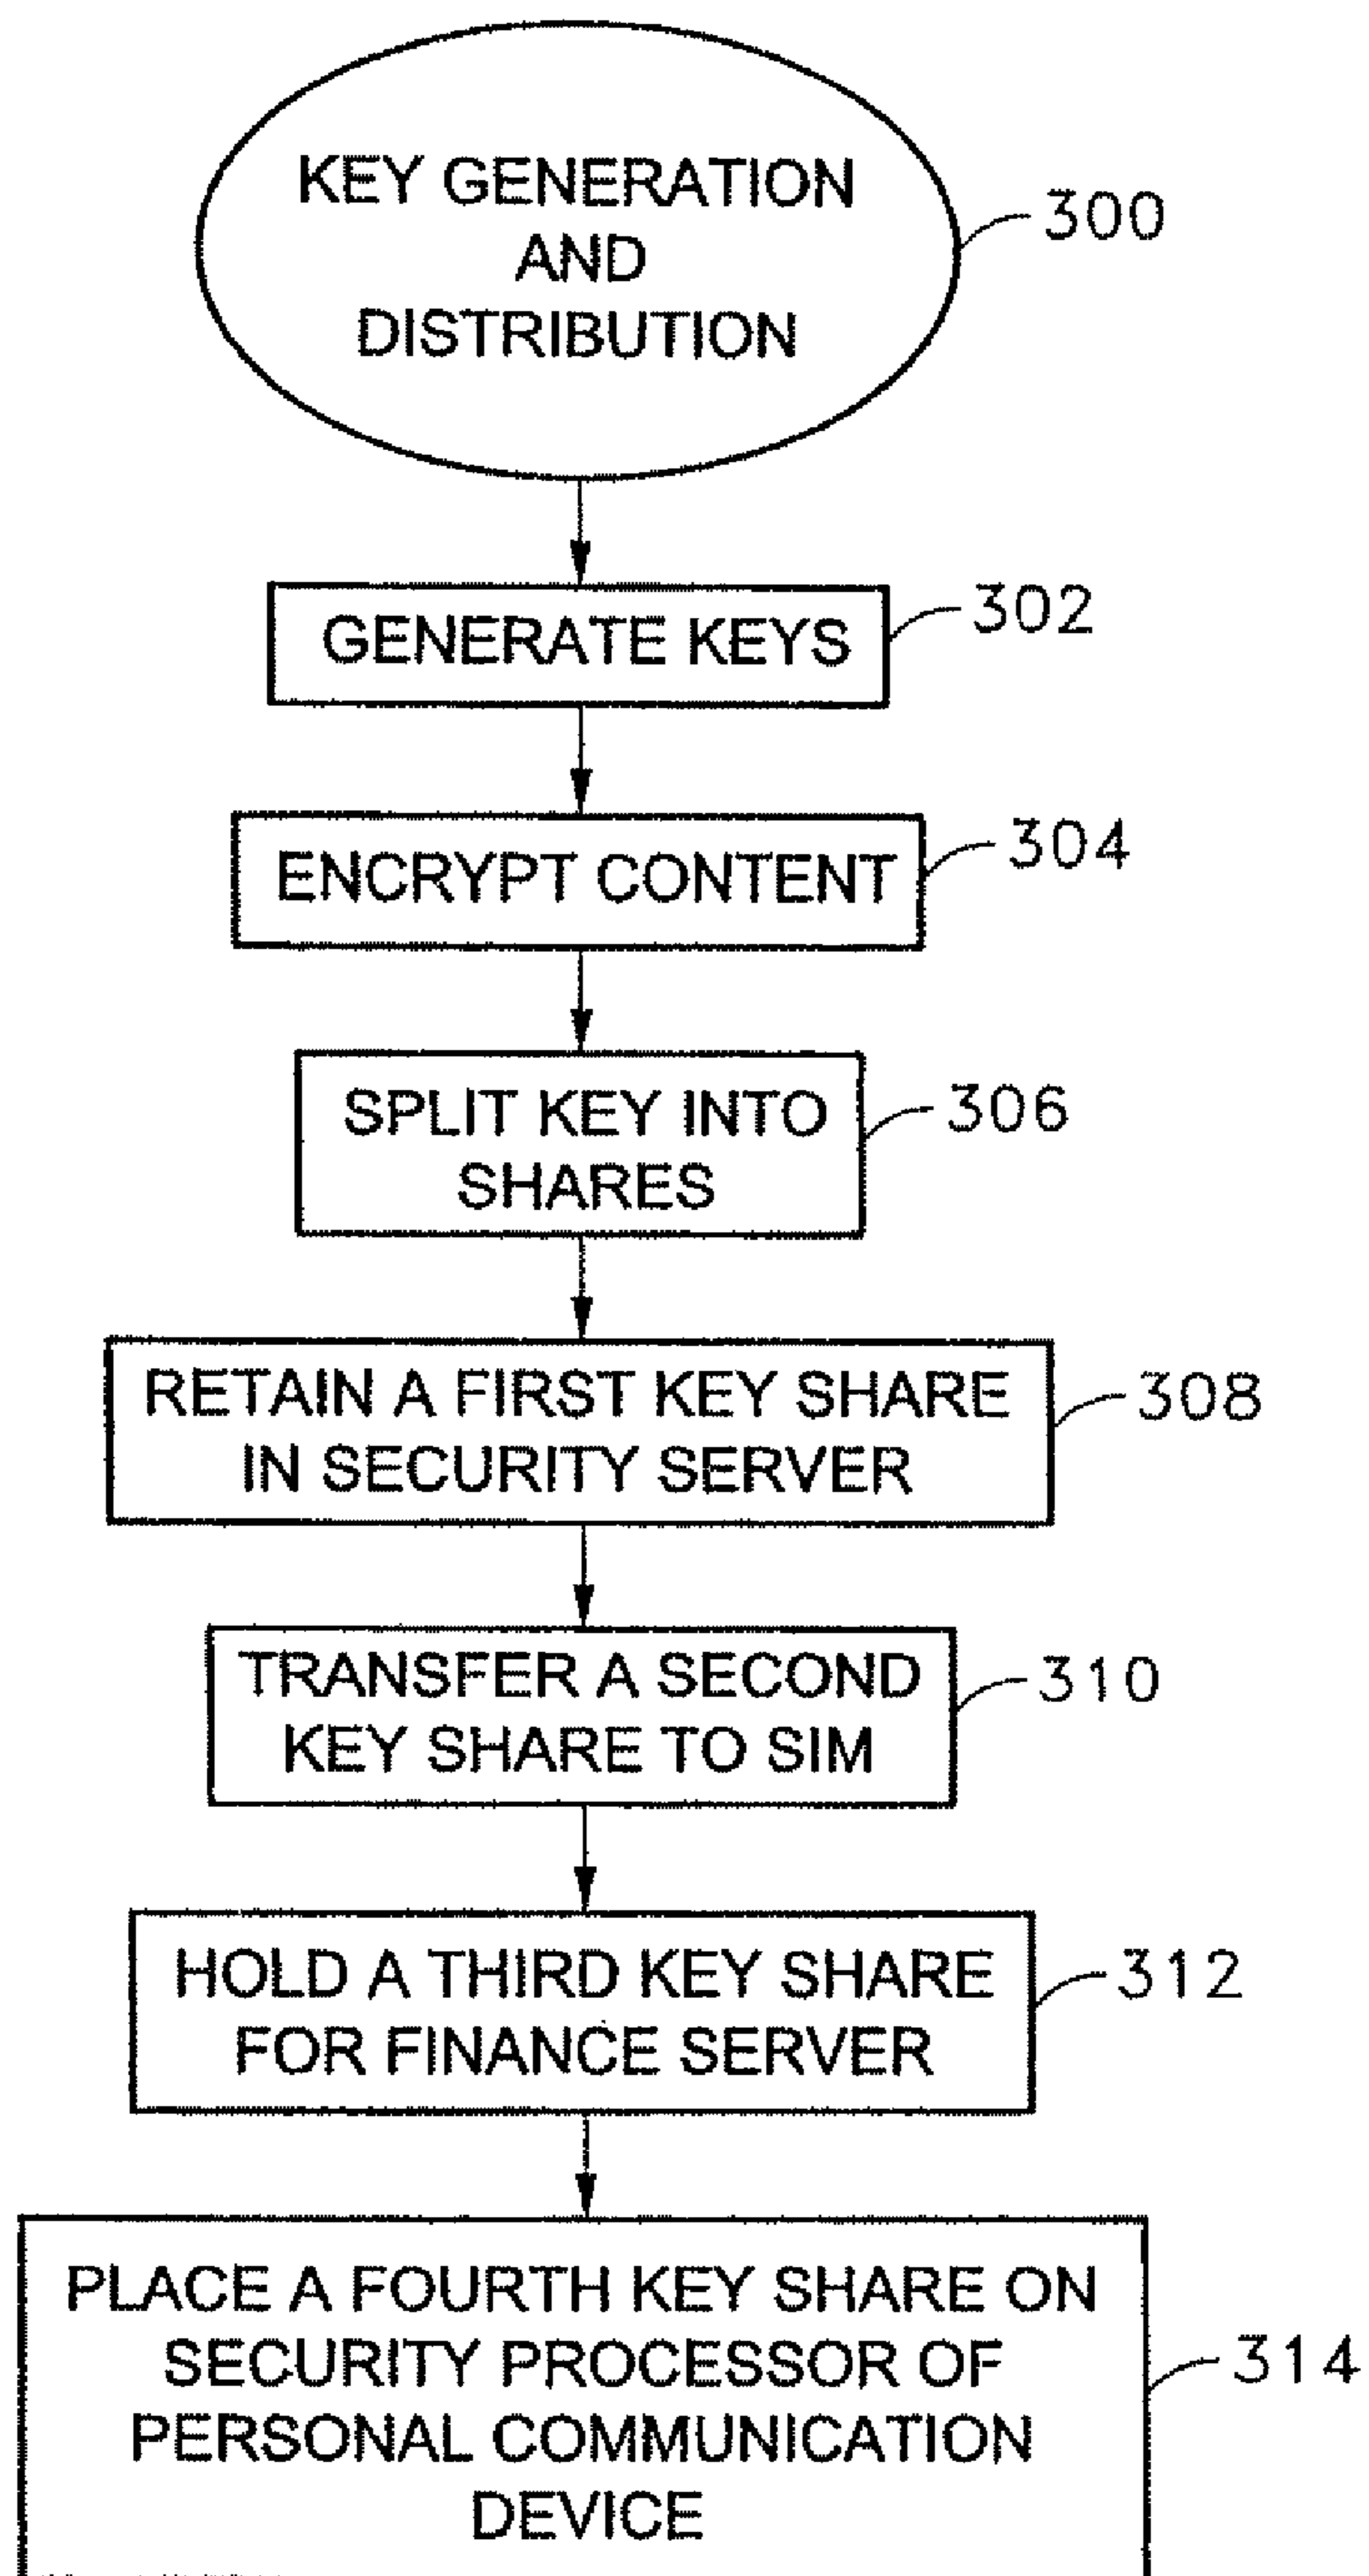 KEY GENERATION
AND
DISTRIBUTION
300
GENERATE KEYS
302
ENCRYPT CONTENT
304
SPLIT KEY INTO
SHARES
306
RETAIN A FIRST KEY SHARE
IN SECURITY SERVER
308
TRANSFER A SECOND
KEY SHARE TO SIM
310
HOLD A THIRD KEY SHARE
FOR FINANCE SERVER
312
PLACE A FOURTH KEY SHARE ON
SECURITY PROCESSOR OF
PERSONAL COMMUNICATION
DEVICE
314